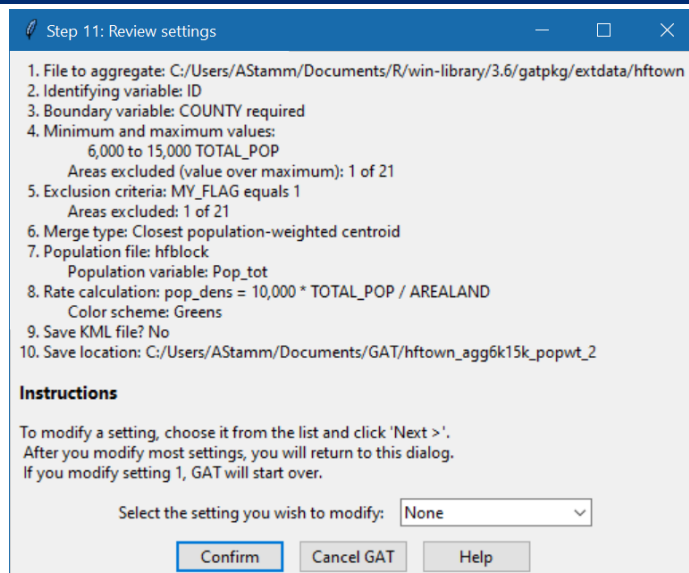 Step 11: Review settings
1. File to aggregate: C:/Users/AStamm/Documents/R/win-library/3.6/gatpkg/extdata/hftown
2. Identifying variable: ID
3. Boundary variable: COUNTY required
4. Minimum and maximum values:
6,000 to 15,000 TOTAL_POP
Areas excluded (value over maximum): 1 of 21
5. Exclusion criteria: MY_FLAG equals 1
Areas excluded: 1 of 21
6. Merge type: Closest population-weighted centroid
7. Population file: hfblock
Population variable: Pop_tot
8. Rate calculation: pop_dens = 10,000 * TOTAL_POP / AREALAND
Color scheme: Greens
9. Save KML file? No
10. Save location: C:/Users/AStamm/Documents/GAT/hftown_agg6k15k_popwt_2
Instructions
To modify a setting, choose it from the list and click 'Next >'.
After you modify most settings, you will return to this dialog.
If you modify setting 1, GAT will start over.
Select the setting you wish to modify: None
Confirm Cancel GAT Help